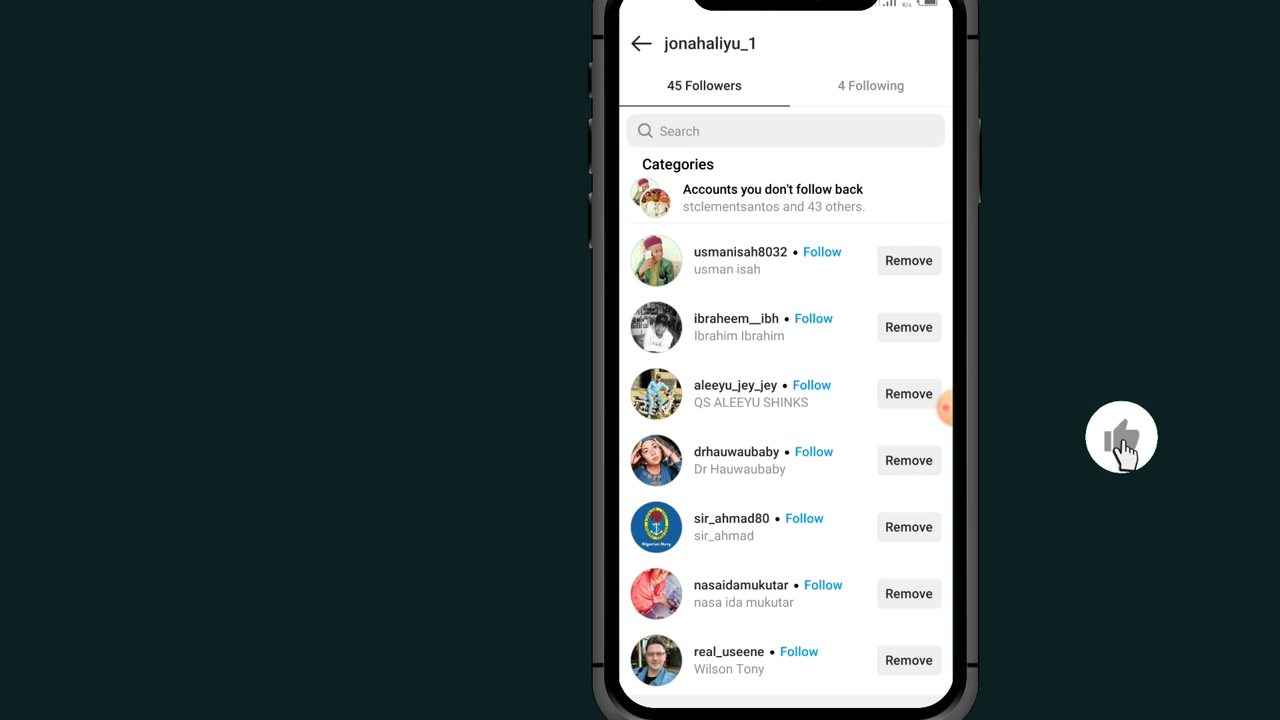 K/s
jonahaliyu_1
45 Followers
4 Following
Search
Categories
Accounts you don't follow back
stclementsantos and 43 others.
usmanisah8032 • Follow
usman isah
Remove
ibraheem__ibh • Follow
Ibrahim Ibrahim
Remove
aleeyu_jey_jey • Follow
QS ALEEYU SHINKS
Remove
drhauwaubaby • Follow
Dr Hauwaubaby
Remove
sir_ahmad80 • Follow
sir_ahmad
Remove
Nigerian Navy
nasaidamukutar • Follow
nasa ida mukutar
Remove
real_useene • Follow
Wilson Tony
Remove